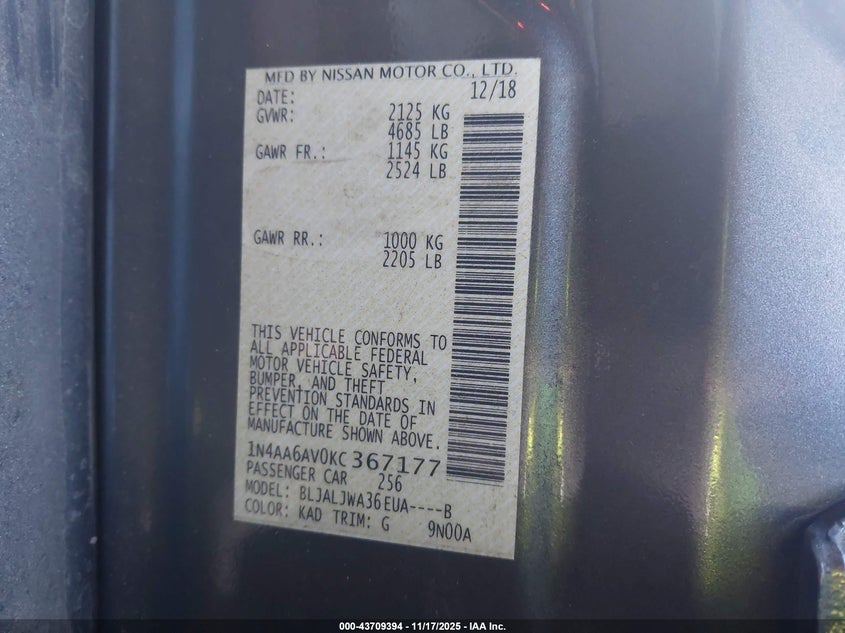 MFD BY NISSAN MOTOR CO., LTD.
DATE: 12/18
GVWR: 2125 KG
4685 LB
GAWR FR.: 1145 KG
2524 LB
GAWR RR.: 1000 KG
2205 LB
THIS VEHICLE CONFORMS TO
ALL APPLICABLE FEDERAL
MOTOR VEHICLE SAFETY,
BUMPER, AND THEFT
PREVENTION STANDARDS IN
EFFECT ON THE DATE OF
MANUFACTURE SHOWN ABOVE.
1N4AA6AV0KC367177
PASSENGER CAR 256
MODEL: BLJALJWA36EUA----B
COLOR: KAD TRIM: G 9N00A
000-43709394 - 11/17/2025 - IAA Inc.